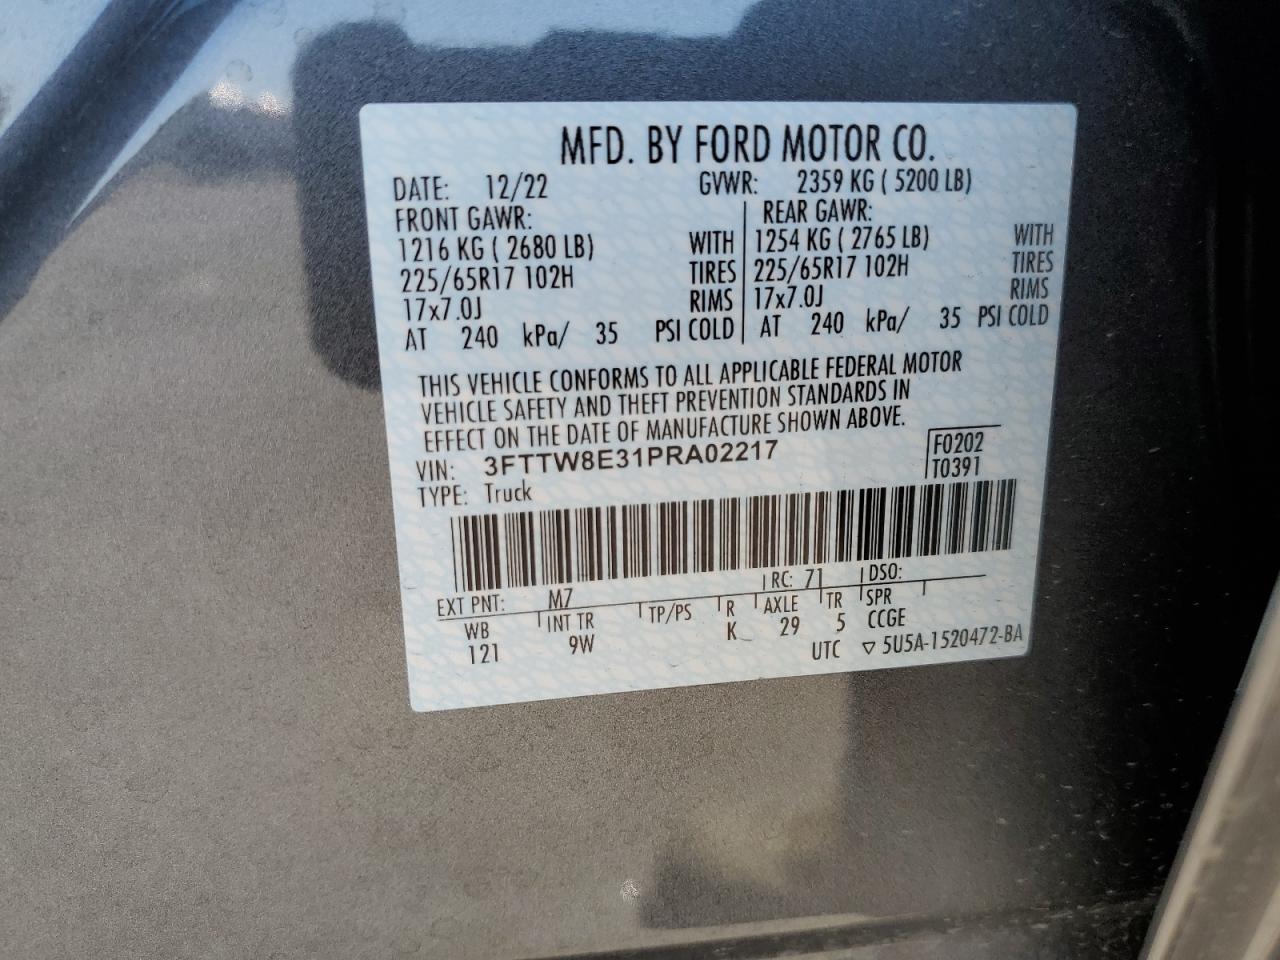 MFD. BY FORD MOTOR CO.
DATE: 12/22 GVWR: 2359 KG ( 5200 LB)
FRONT GAWR: REAR GAWR:
1216 KG ( 2680 LB) WITH 1254 KG ( 2765 LB) WITH
225/65R17 102H TIRES 225/65R17 102H TIRES
17x7.0J RIMS 17x7.0J RIMS
AT 240 kPa/ 35 PSI COLD AT 240 kPa/ 35 PSI COLD
THIS VEHICLE CONFORMS TO ALL APPLICABLE FEDERAL MOTOR
VEHICLE SAFETY AND THEFT PREVENTION STANDARDS IN
EFFECT ON THE DATE OF MANUFACTURE SHOWN ABOVE.
VIN: 3FTTW8E31PRA02217 F0202
TYPE: Truck T0391
EXT PNT: M7 RC: 71 DSO:
WB INT TR TP/PS R AXLE TR SPR
121 9W K 29 5 CCGE
UTC ▽ 5U5A-1520472-BA